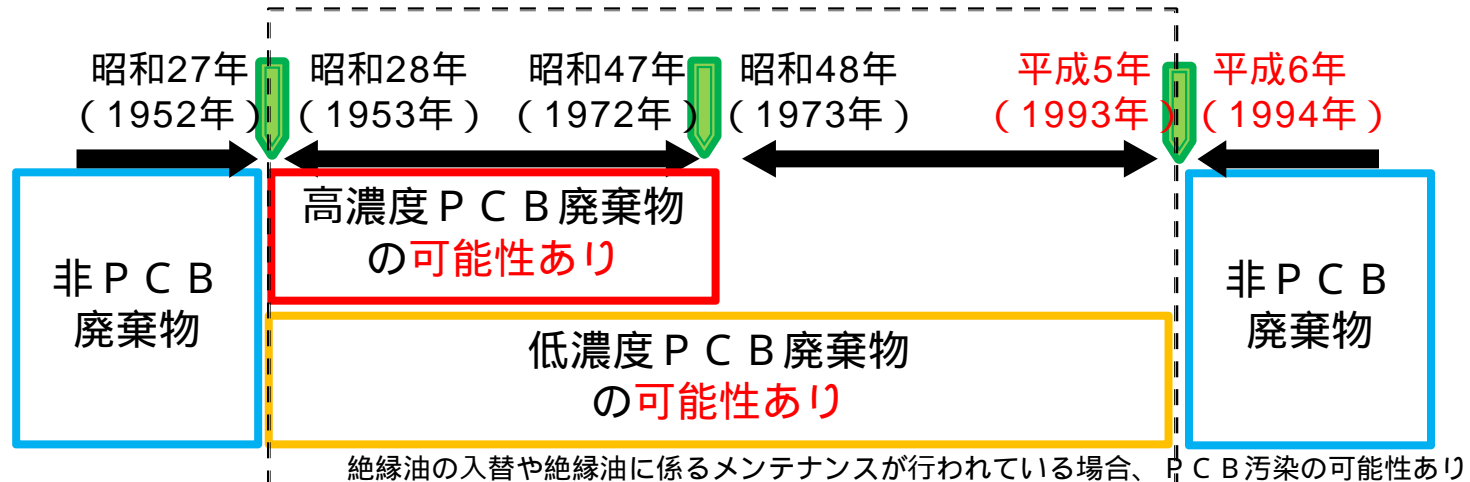 昭和27年
（1952年）
昭和28年
（1953年）
昭和47年
（1972年）
昭和48年
（1973年）
平成5年
（1993年）
平成6年
（1994年）
非ＰＣＢ
廃棄物
高濃度ＰＣＢ廃棄物
の可能性あり
低濃度ＰＣＢ廃棄物
の可能性あり
非ＰＣＢ
廃棄物
絶縁油の入替や絶縁油に係るメンテナンスが行われている場合、ＰＣＢ汚染の可能性あり